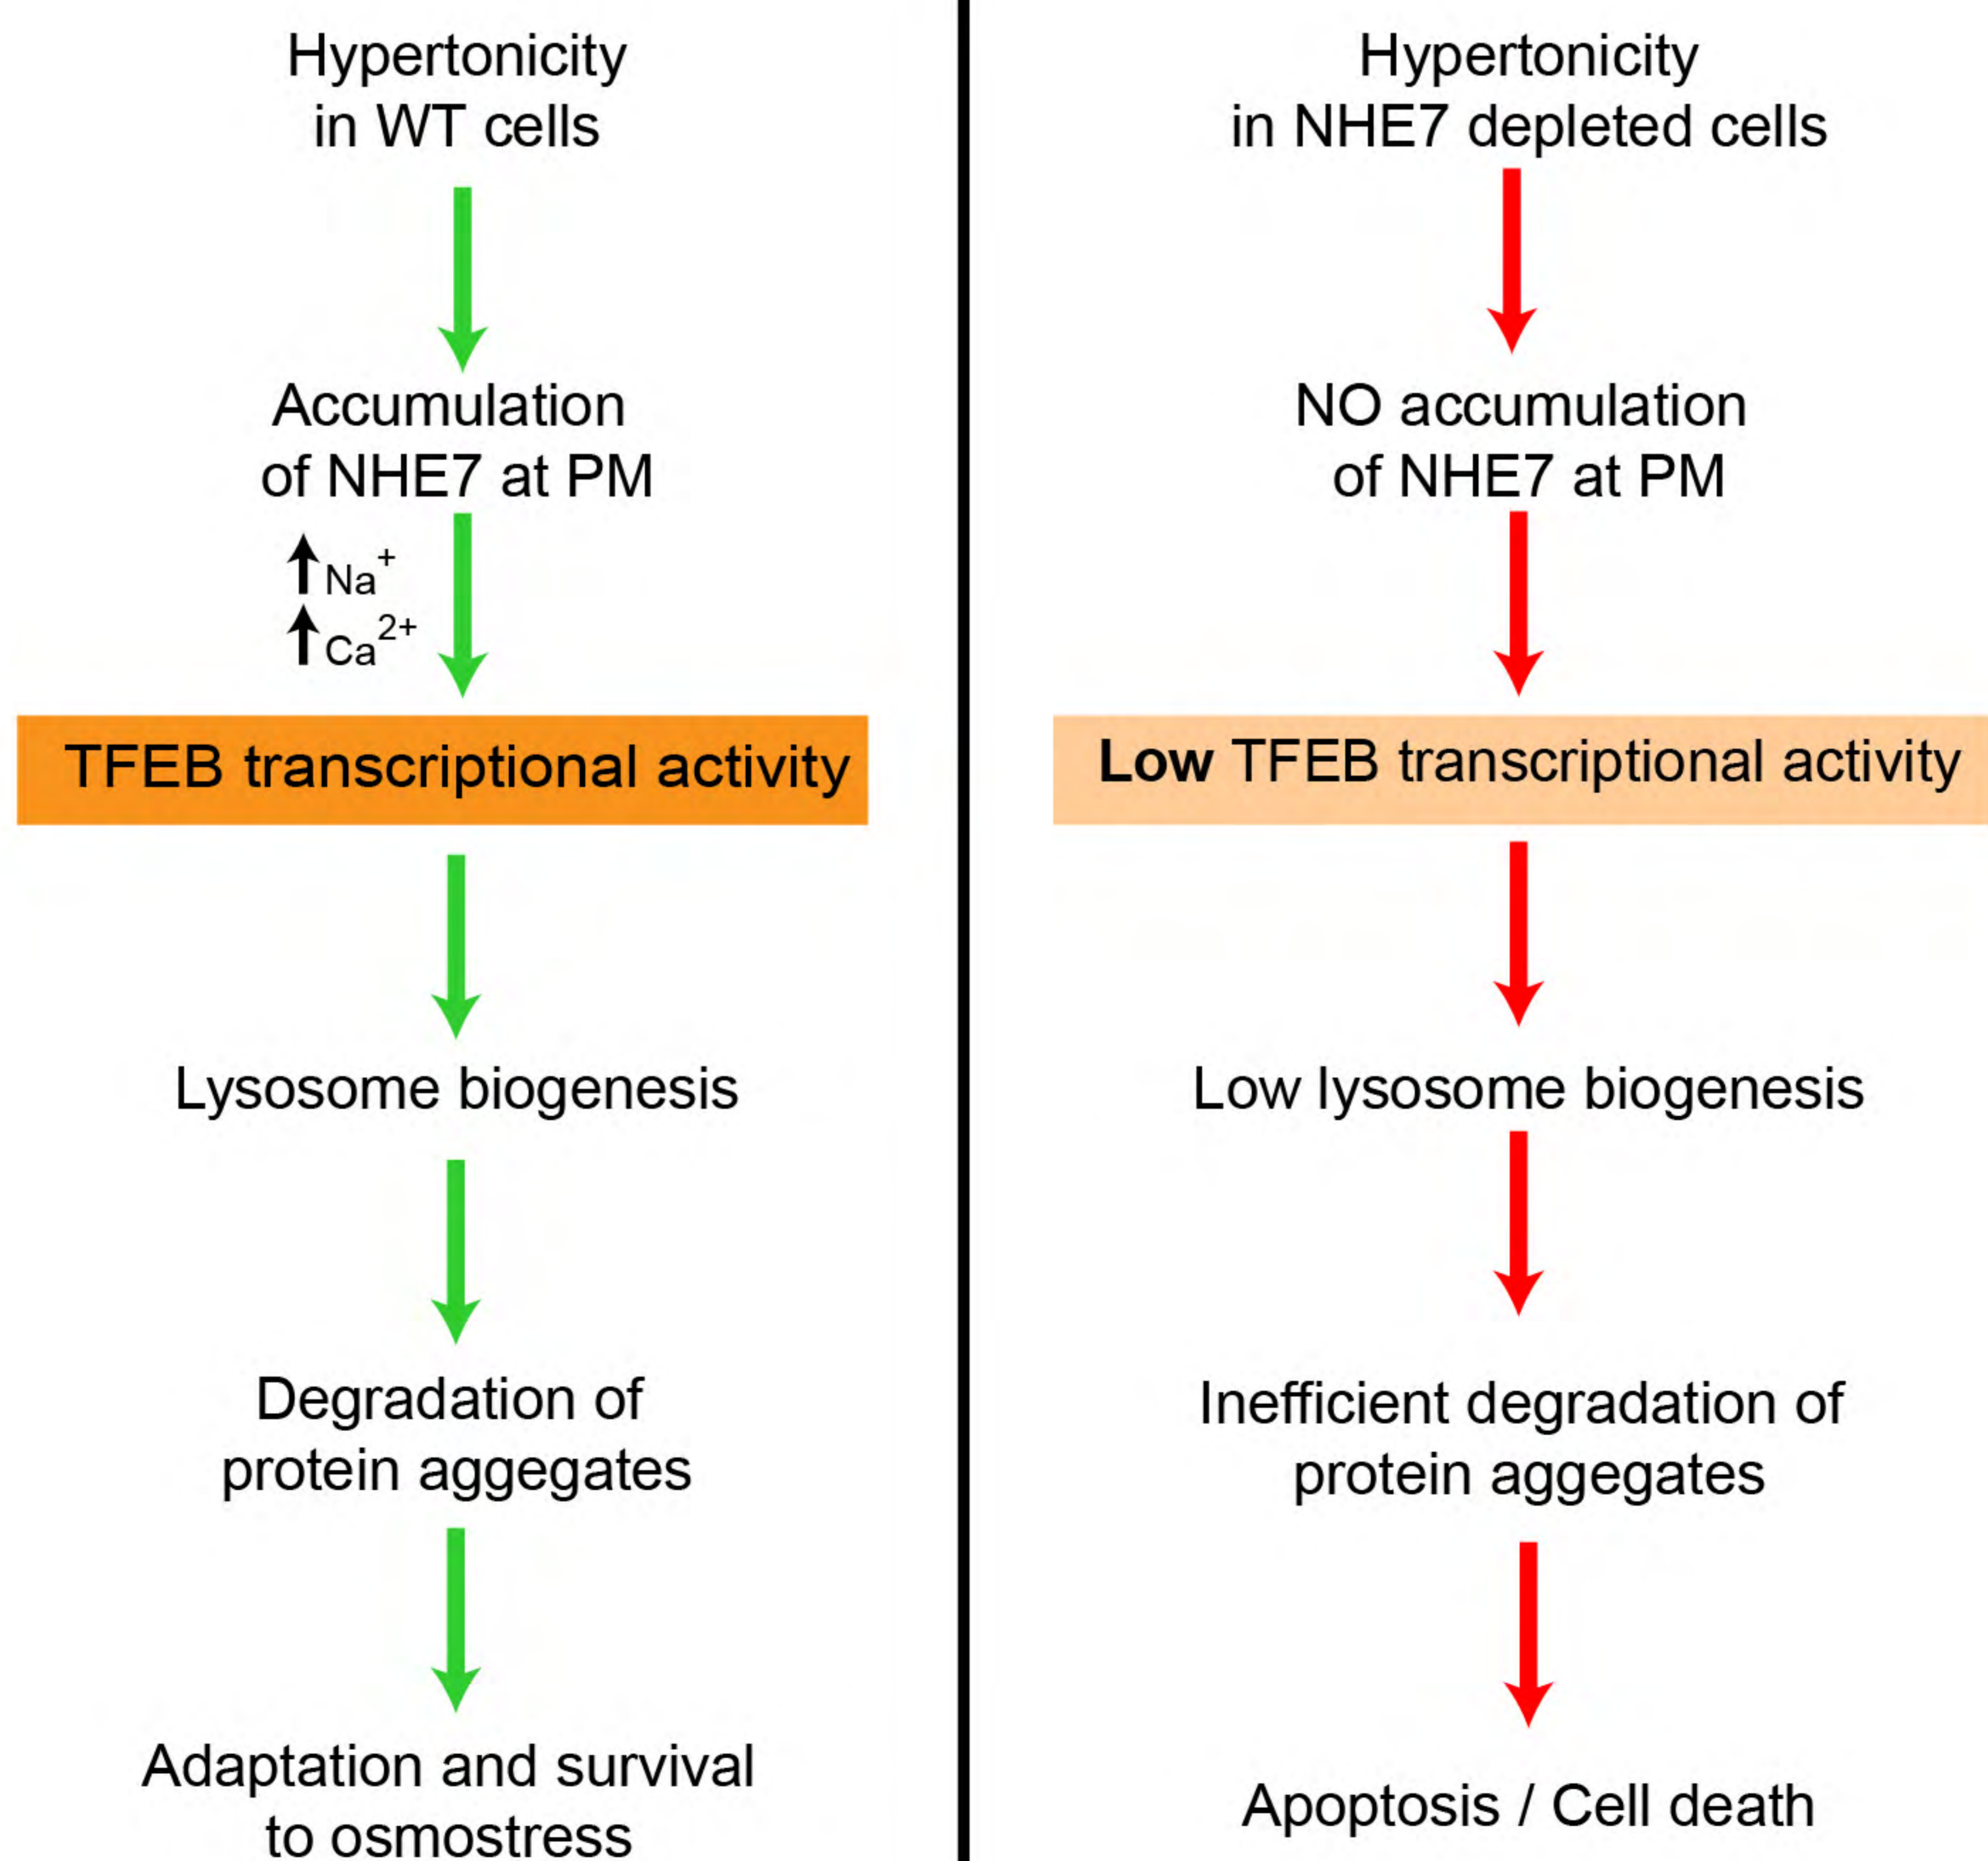 Hypertonicity
in WT cells
Accumulation
of NHE7 at PM
Na+
Ca2+
TFEB transcriptional activity
Lysosome biogenesis
Degradation of
protein aggegates
Adaptation and survival
to osmostress
Hypertonicity
in NHE7 depleted cells
NO accumulation
of NHE7 at PM
Low TFEB transcriptional activity
Low lysosome biogenesis
Inefficient degradation of
protein aggegates
Apoptosis / Cell death